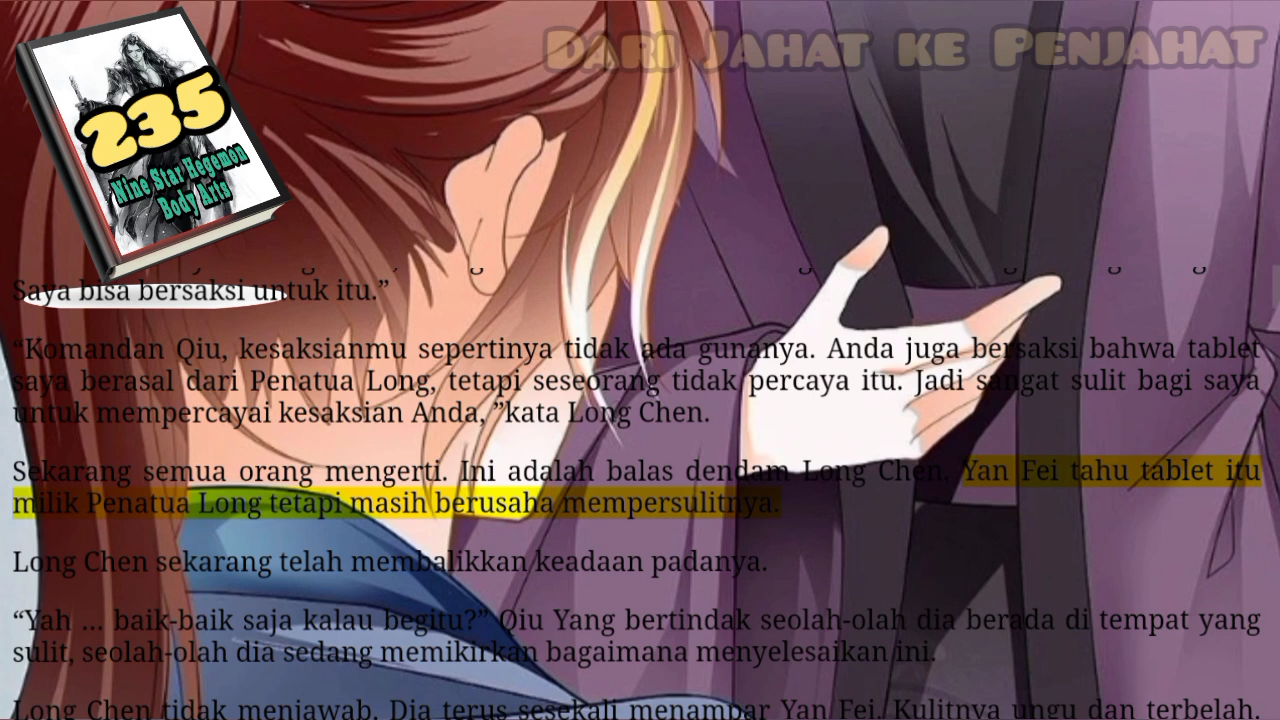 DARI JAHAT KE PENJAHAT
235
Nine Star Hegemon
Body Arts
Saya bisa bersaksi untuk itu.”
“Komandan Qiu, kesaksianmu sepertinya tidak ada gunanya. Anda juga bersaksi bahwa tablet
saya berasal dari Penatua Long, tetapi seseorang tidak percaya itu. Jadi sangat sulit bagi saya
untuk mempercayai kesaksian Anda, ”kata Long Chen.
Sekarang semua orang mengerti. Ini adalah balas dendam Long Chen. Yan Fei tahu tablet itu
milik Penatua Long tetapi masih berusaha mempersulitnya.
Long Chen sekarang telah membalikkan keadaan padanya.
“Yah ... baik-baik saja kalau begitu?” Qiu Yang bertindak seolah-olah dia berada di tempat yang
sulit, seolah-olah dia sedang memikirkan bagaimana menyelesaikan ini.
Long Chen tidak menjawab. Dia terus sesekali menampar Yan Fei. Kulitnya ungu dan terbelah.